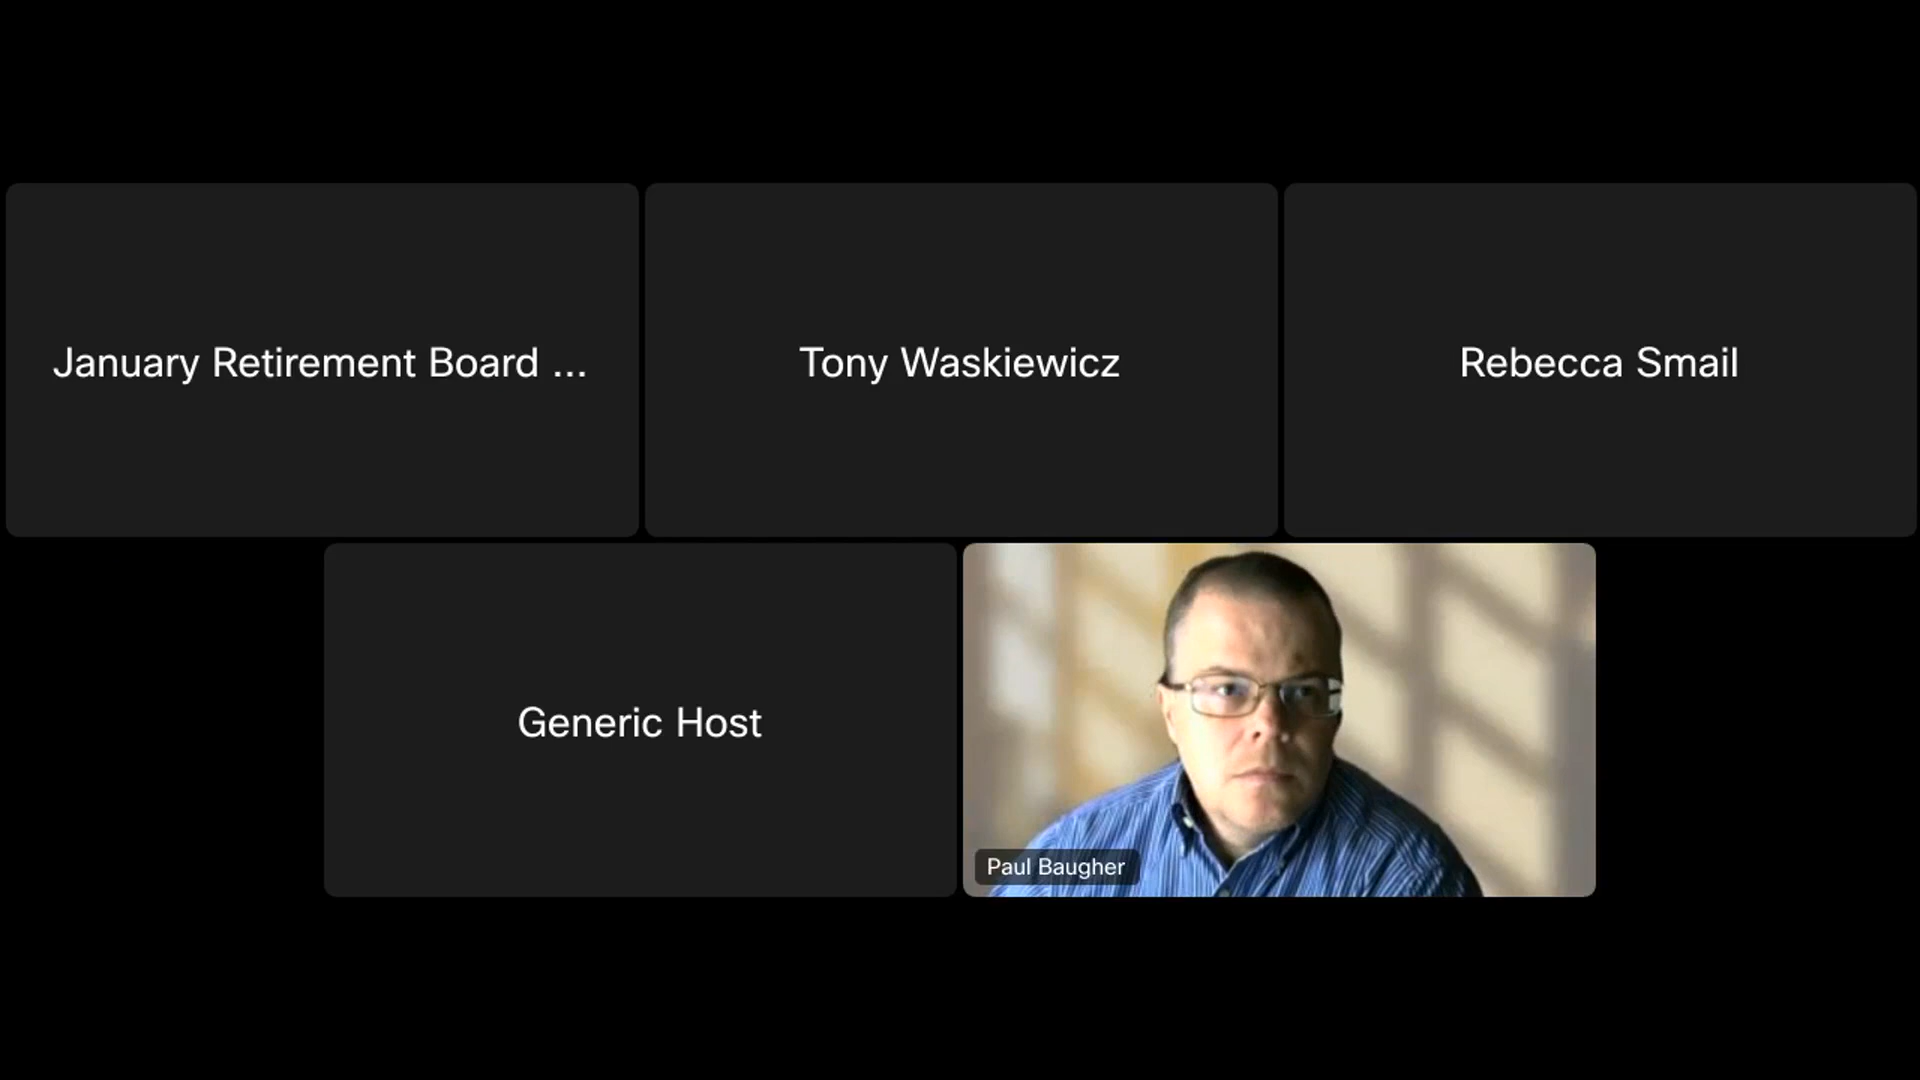 January Retirement Board ...
Tony Waskiewicz
Rebecca Smail
Generic Host
Paul Baugher